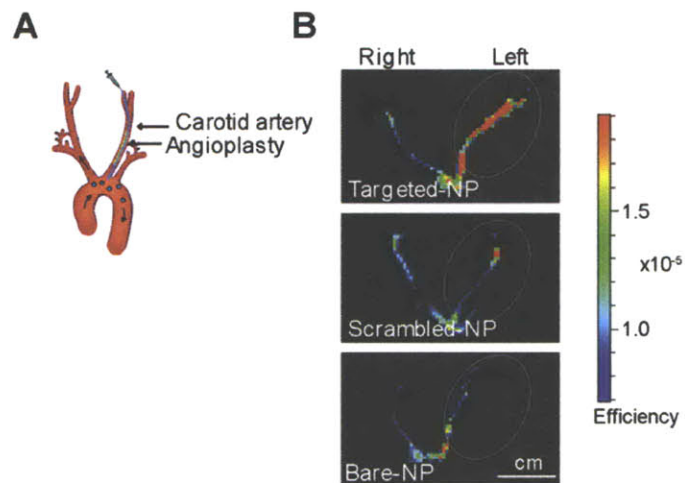 A
Carotid artery
Angioplasty
B
Right Left
Targeted-NP
Scrambled-NP
Bare-NP
cm
1.5
x10⁻⁵
1.0
Efficiency